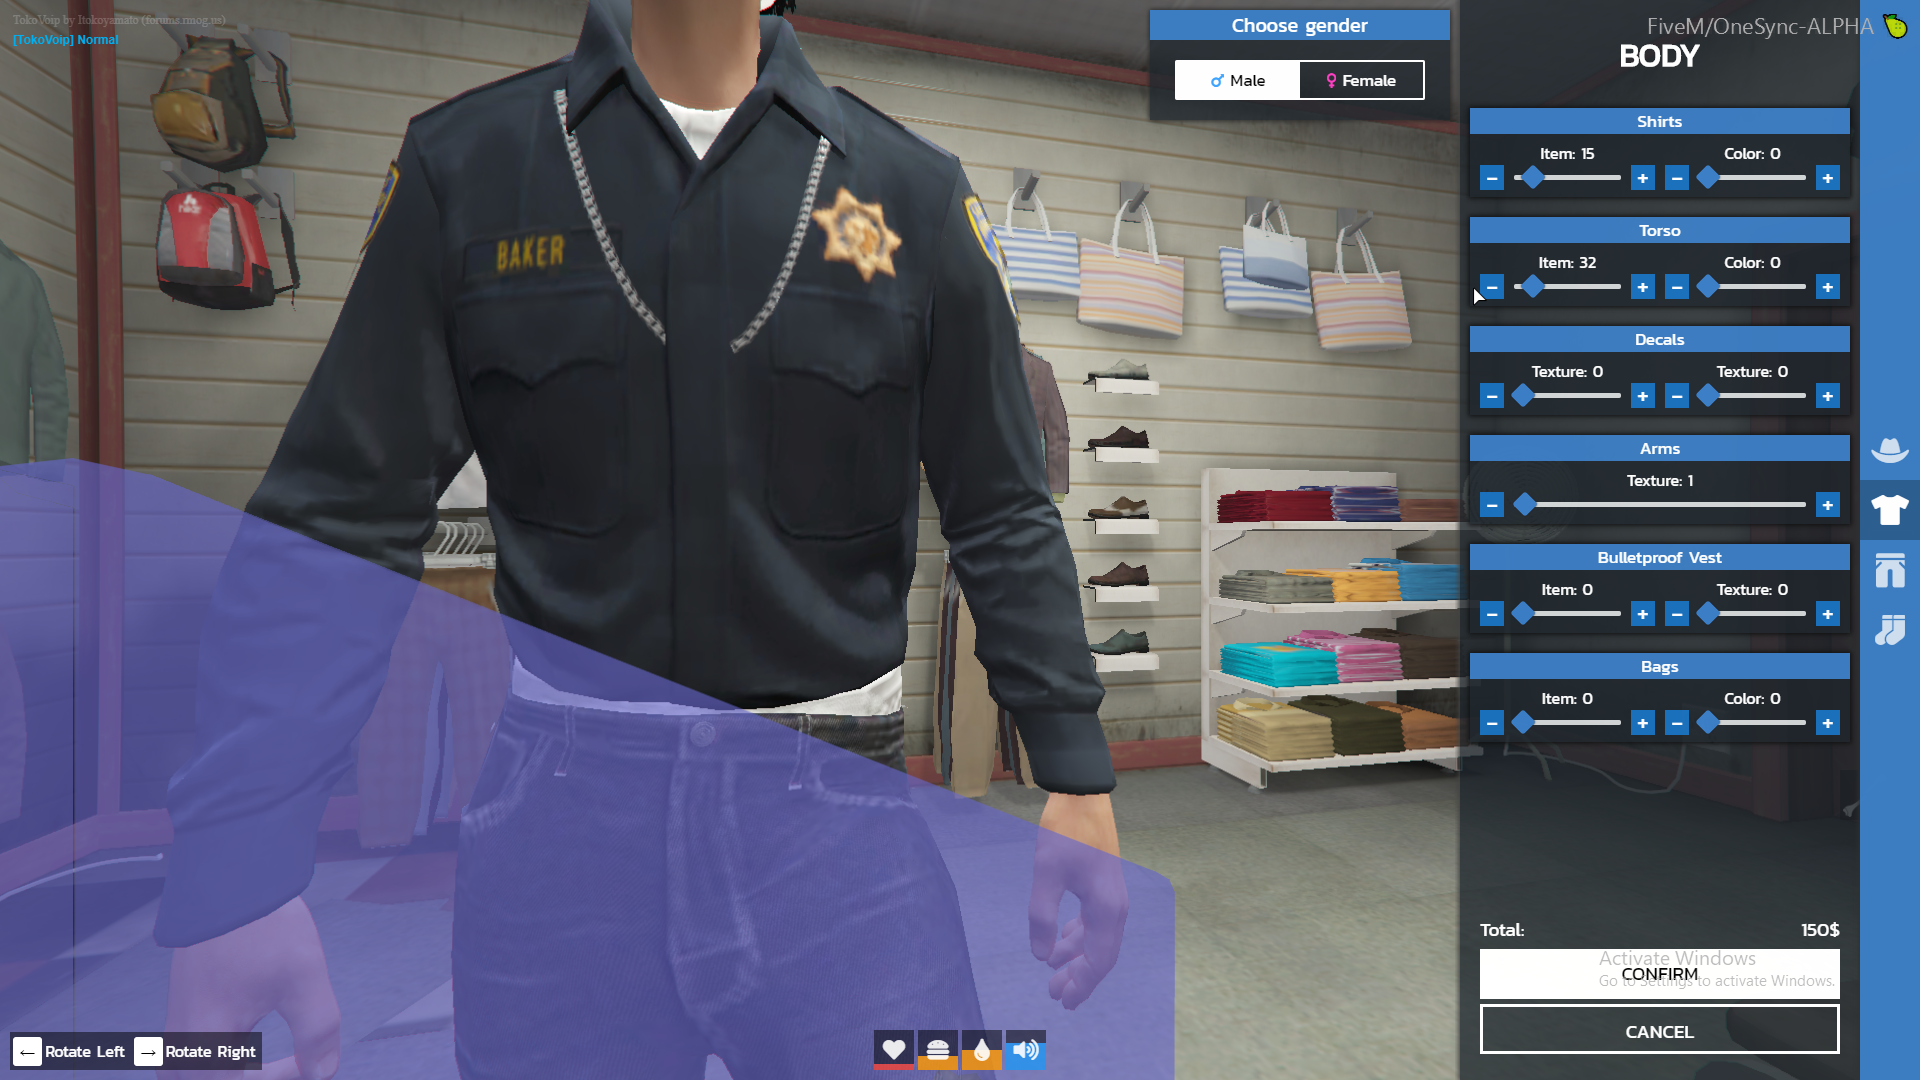 TokoVoip by Itokoyamato (forums.rmog.us)
[TokoVoip] Normal
Choose gender
Male
Female
FiveM/OneSync-ALPHA
BODY
Shirts
Item: 15
Color: 0
Torso
Item: 32
Color: 0
Decals
Texture: 0
Texture: 0
Arms
Texture: 1
Bulletproof Vest
Item: 0
Texture: 0
Bags
Item: 0
Color: 0
BAKER
Total:
150$
CONFIRM
Activate Windows
Go to Settings to activate Windows.
CANCEL
← Rotate Left
→ Rotate Right